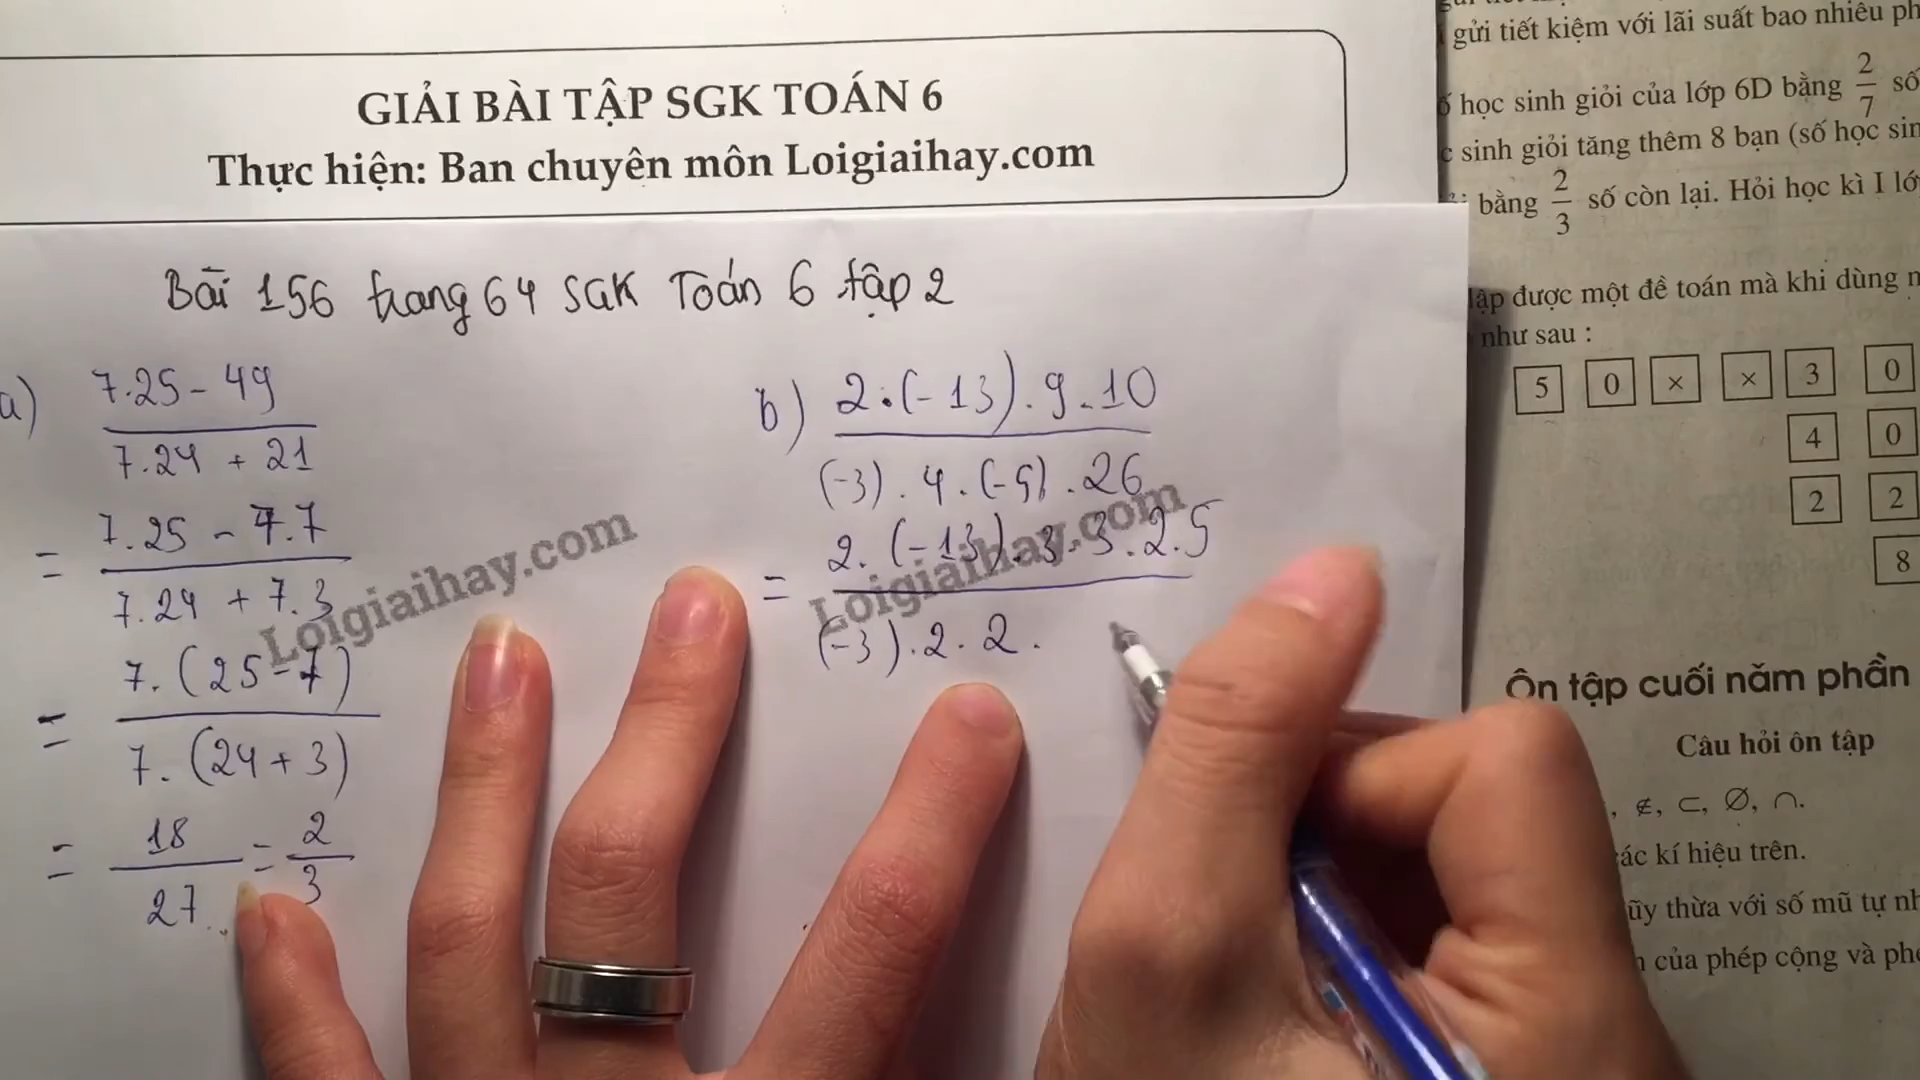 GIẢI BÀI TẬP SGK TOÁN 6
Thực hiện: Ban chuyên môn Loigiaihay.com
Bài 156 trang 64 SGK Toán 6 tập 2
a) 7.25 - 49
7.24 + 21
= 7.25 - 7.7
7.24 + 7.3
= 7.(25-7)
7.(24+3)
= 18 = 2
27 3
b) 2.(-13).9.10
(-3).4.(-5).26
= 2.(-13).3.3.2.5
(-3).2.2.
Loigiaihay.com
Loigiaihay.com
gửi tiết kiệm với lãi suất bao nhiêu
học sinh giỏi của lớp 6D bằng 2/7 số
sinh giỏi tăng thêm 8 bạn (số học
bằng 2/3 số còn lại. Hỏi học kì I
lập được một đề toán mà khi dùng
như sau :
5 0 × × 3 0
4 0
2 2
8
Ôn tập cuối năm phần
Câu hỏi ôn tập
, ∉, ⊂, ∅, ∩.
các kí hiệu trên.
thừa với số mũ tự
của phép cộng và